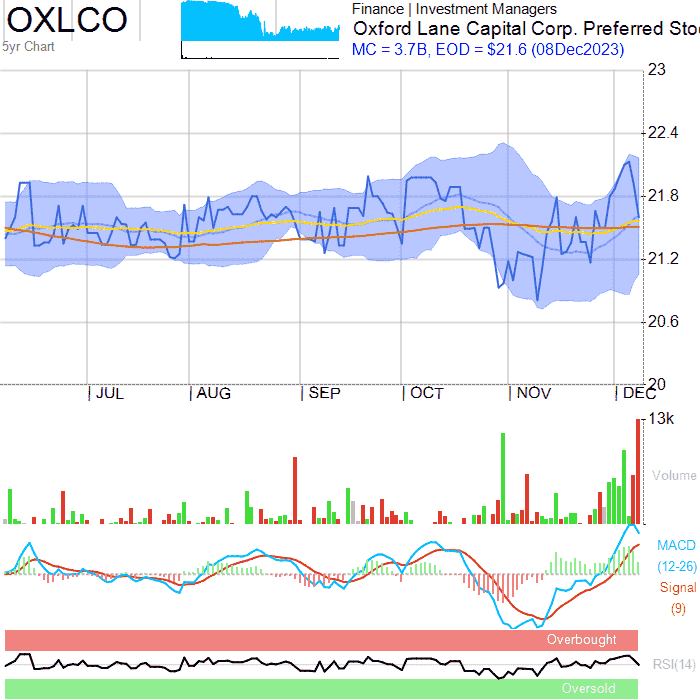 OXLCO
5yr Chart
Finance | Investment Managers
Oxford Lane Capital Corp. Preferred Sto
MC = 3.7B, EOD = $21.6 (08Dec2023)
23
22.4
21.8
21.2
20.6
20
JUL AUG SEP OCT NOV DEC
13k
Volume
MACD
(12-26)
Signal
(9)
Overbought
RSI(14)
Oversold